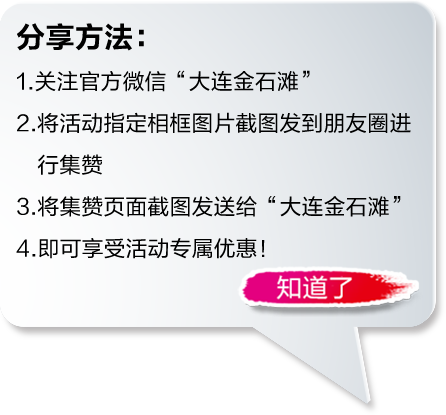 分享方法：
1.关注官方微信“大连金石滩”
2.将活动指定相框图片截图发到朋友圈进
行集赞
3.将集赞页面截图发送给“大连金石滩”
4.即可享受活动专属优惠！
知道了